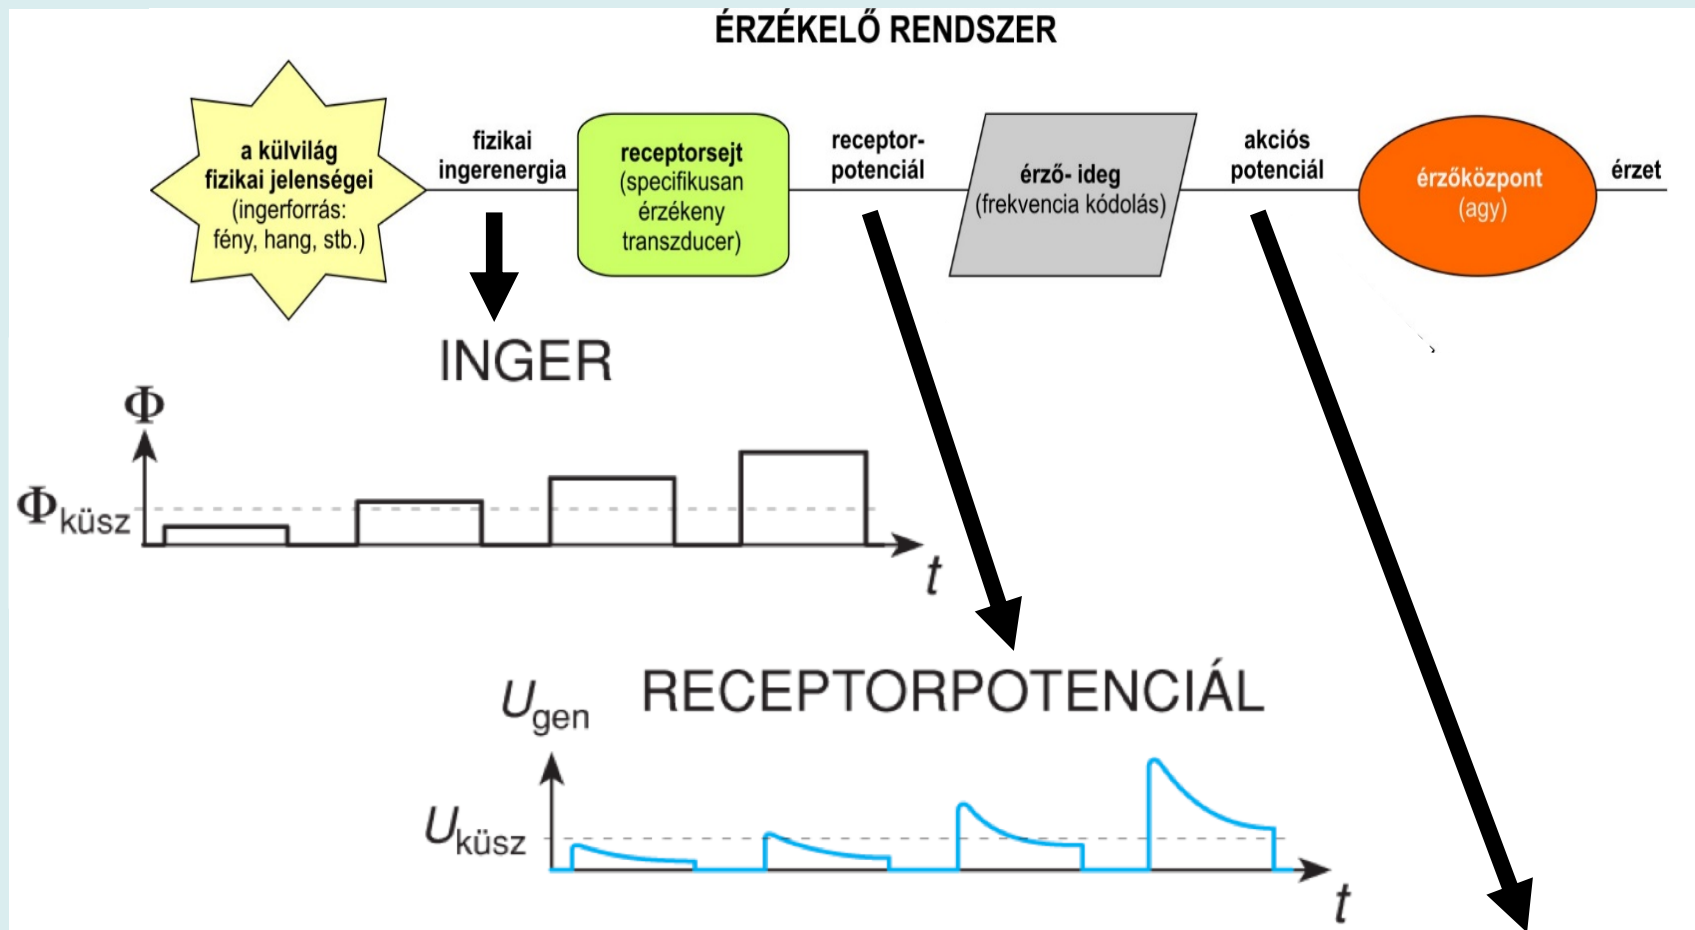 ÉRZÉKELŐ RENDSZER
a külvilág
fizikai jelenségei
(ingerforrás:
fény, hang, stb.)
fizikai
ingerenergia
receptorsejt
(specifikusan
érzékeny
transzducer)
receptor-
potenciál
érző- ideg
(frekvencia kódolás)
akciós
potenciál
érzőközpont
(agy)
érzet
INGER
Φ
Φküsz
t
RECEPTORPOTENCIÁL
Ugen
Uküsz
t